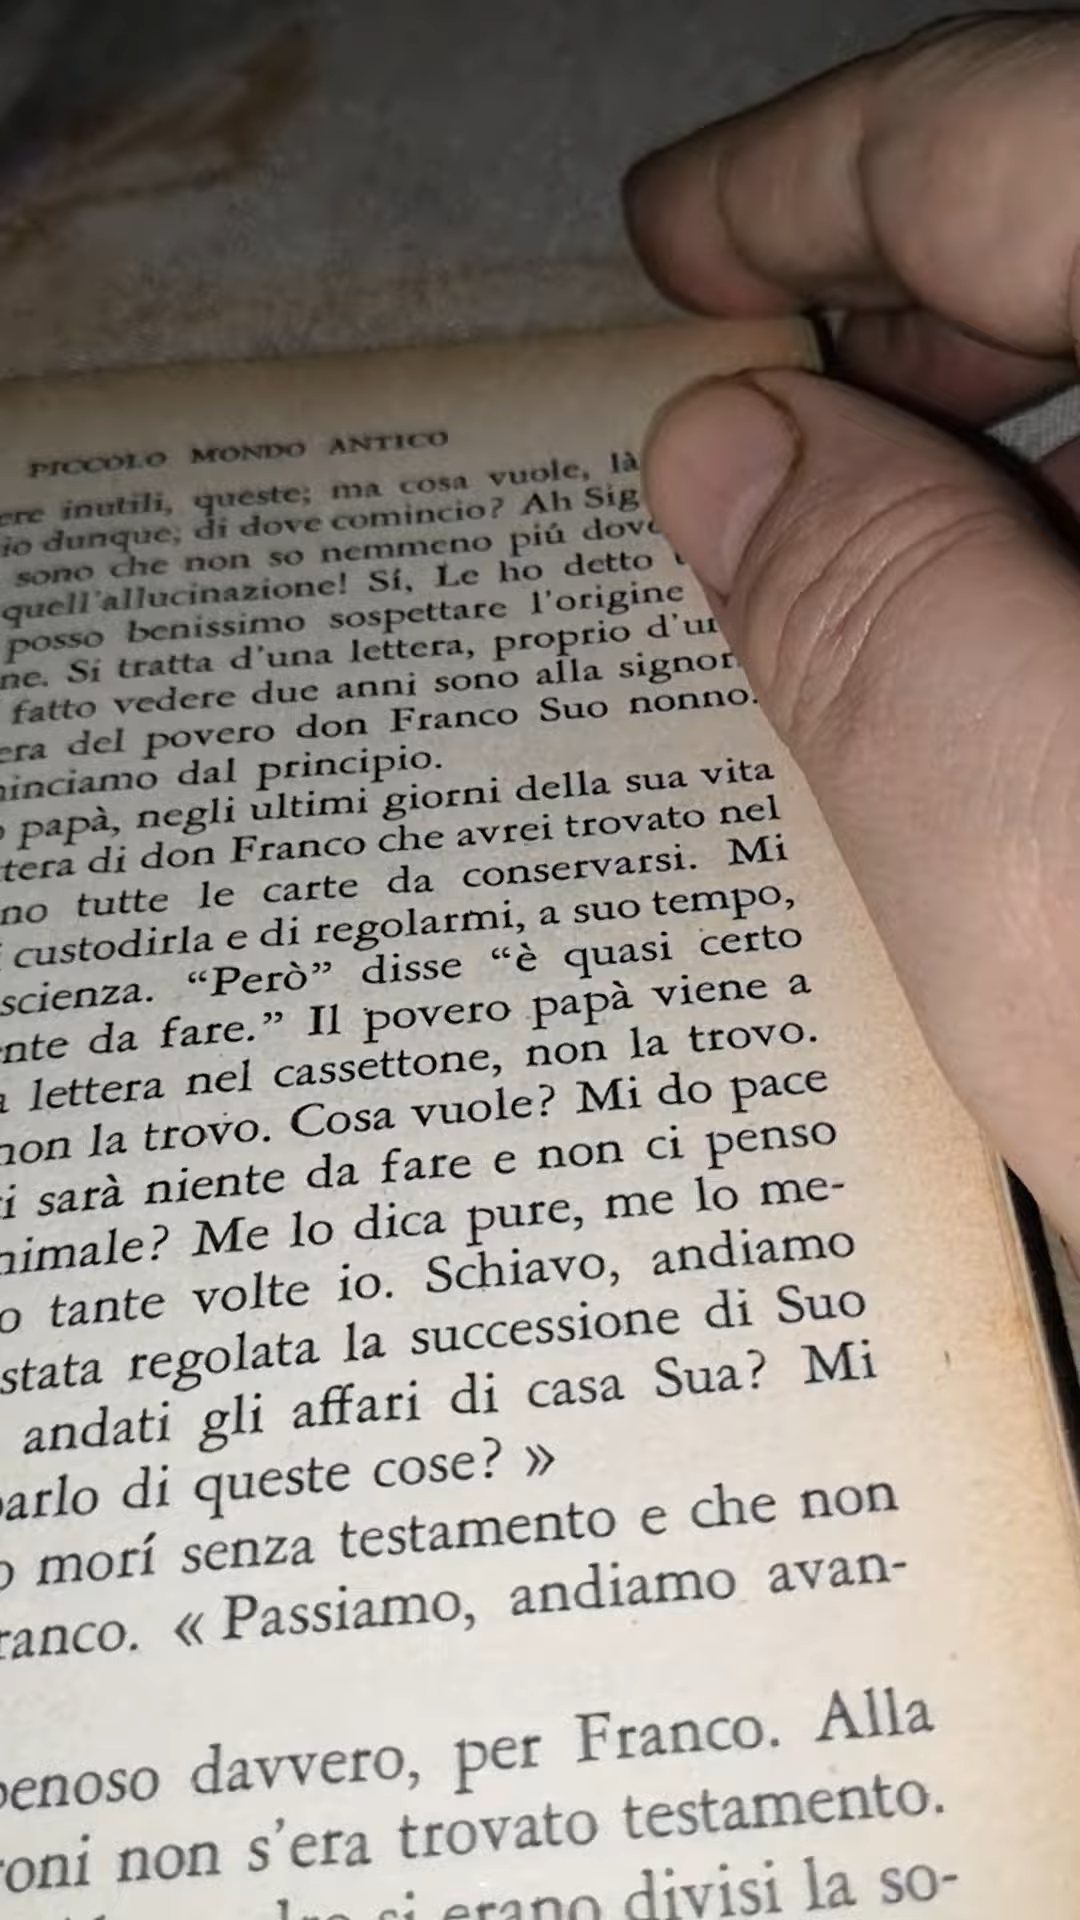 PICCOLO MONDO ANTICO
ere inutili, queste; ma cosa vuole, là
io dunque; di dove comincio? Ah Sig
sono che non so nemmeno piú dove
quell'allucinazione! Sí, Le ho detto
posso benissimo sospettare l'origine
ne. Si tratta d'una lettera, proprio d'un
fatto vedere due anni sono alla signor
era del povero don Franco Suo nonno.
minciamo dal principio.
o papà, negli ultimi giorni della sua vita
tera di don Franco che avrei trovato nel
no tutte le carte da conservarsi. Mi
custodirla e di regolarmi, a suo tempo,
scienza. “Però” disse “è quasi certo
nte da fare.” Il povero papà viene a
a lettera nel cassettone, non la trovo.
non la trovo. Cosa vuole? Mi do pace
i sarà niente da fare e non ci penso
nimale? Me lo dica pure, me lo me-
o tante volte io. Schiavo, andiamo
stata regolata la successione di Suo
andati gli affari di casa Sua? Mi
parlo di queste cose? »
o morí senza testamento e che non
ranco. « Passiamo, andiamo avan-
penoso davvero, per Franco. Alla
roni non s'era trovato testamento.
si erano divisi la so-